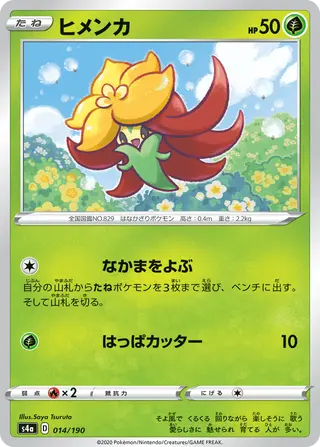 たね
ヒメンカ
HP50
全国図鑑NO.829 はなかざりポケモン 高さ：0.4m 重さ：2.2kg
なかまをよぶ
自分の山札からたねポケモンを3枚まで選び、ベンチに出す。
そして山札を切る。
はっぱカッター 10
弱点 ×2 抵抗力 にげる
Illus.Saya Tsuruta
s4a D 014/190
そよ風で くるくる 回りながら 楽しそうに 歌う
愛らしさに 魅せられ 育てる 人が 多い。
©2020 Pokémon/Nintendo/Creatures/GAME FREAK.